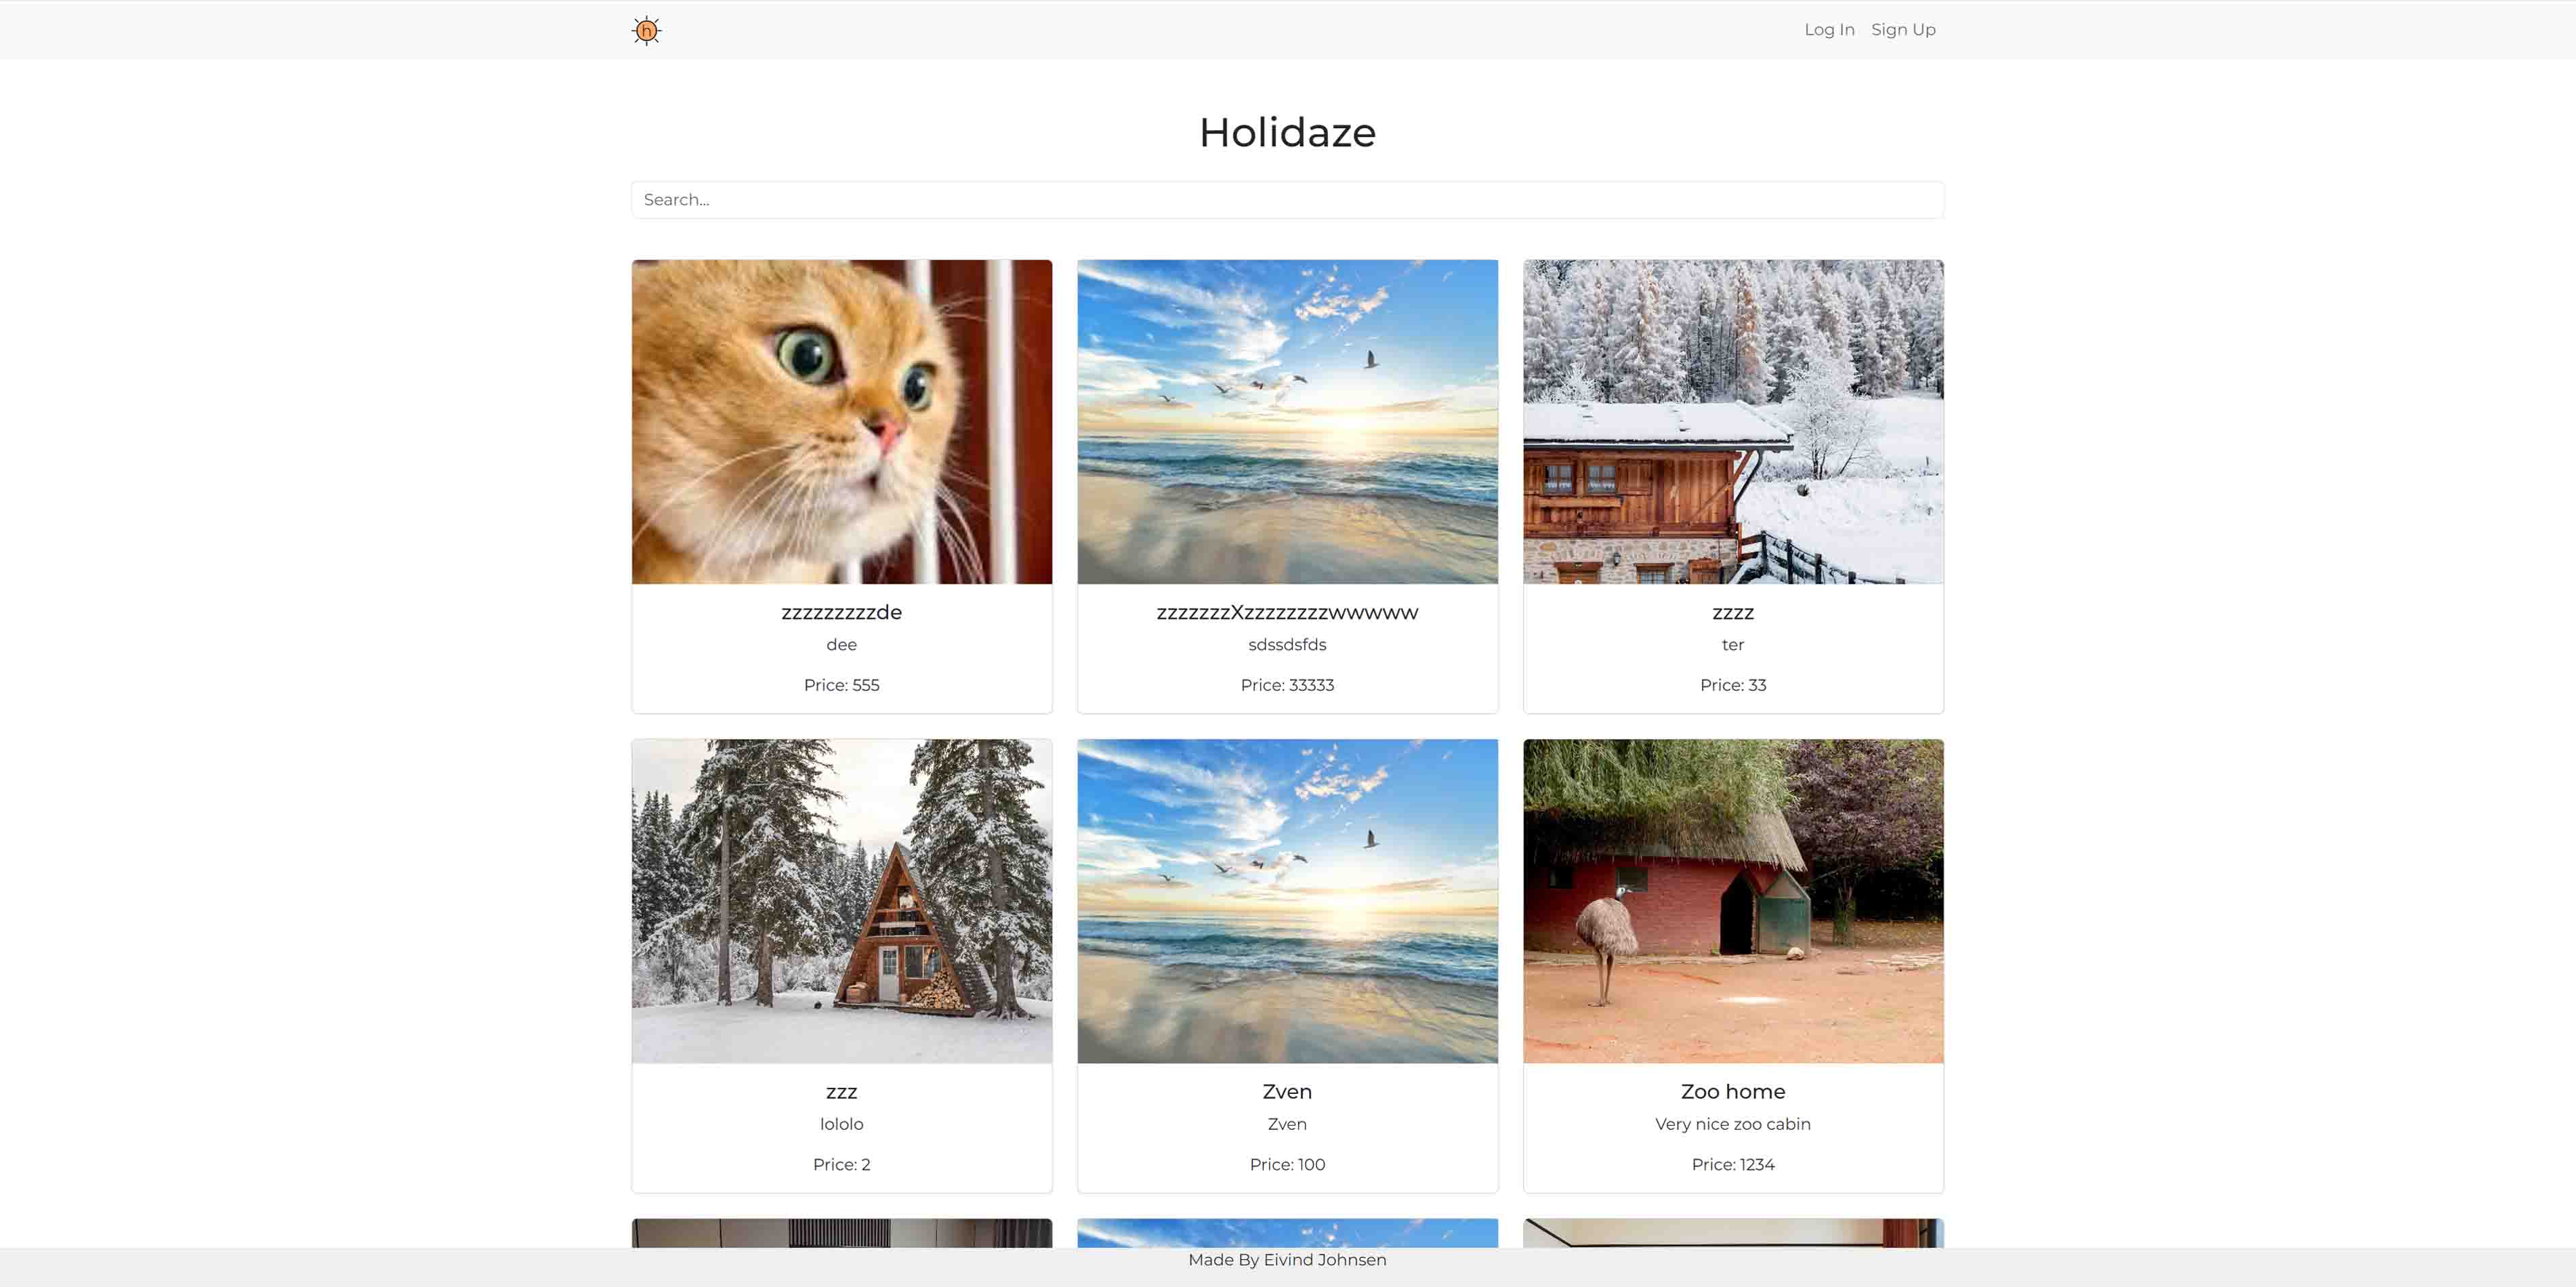 h
Log In Sign Up
Holidaze
Search...
zzzzzzzzzde
dee
Price: 555
zzzzzzzXzzzzzzzzwwwww
sdssdsfds
Price: 33333
zzzz
ter
Price: 33
zzz
lololo
Price: 2
Zven
Zven
Price: 100
Zoo home
Very nice zoo cabin
Price: 1234
Made By Eivind Johnsen